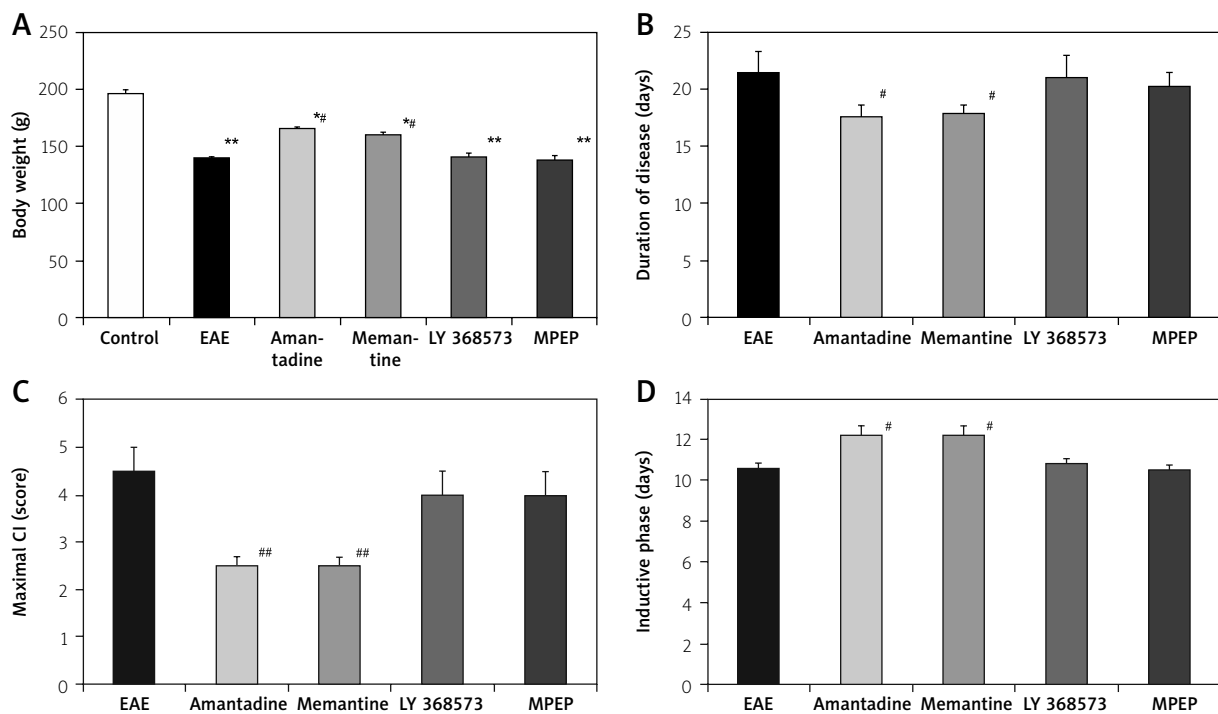 A
Body weight (g)
250
200
150
100
50
0
**
*#
*#
**
**
Control
EAE
Aman-
tadine
Meman-
tine
LY 368573
MPEP
B
Duration of disease (days)
25
20
15
10
5
0
#
#
EAE
Amantadine
Memantine
LY 368573
MPEP
C
Maximal CI (score)
6
5
4
3
2
1
0
##
##
EAE
Amantadine
Memantine
LY 368573
MPEP
D
Inductive phase (days)
14
12
10
8
6
4
2
0
#
#
EAE
Amantadine
Memantine
LY 368573
MPEP